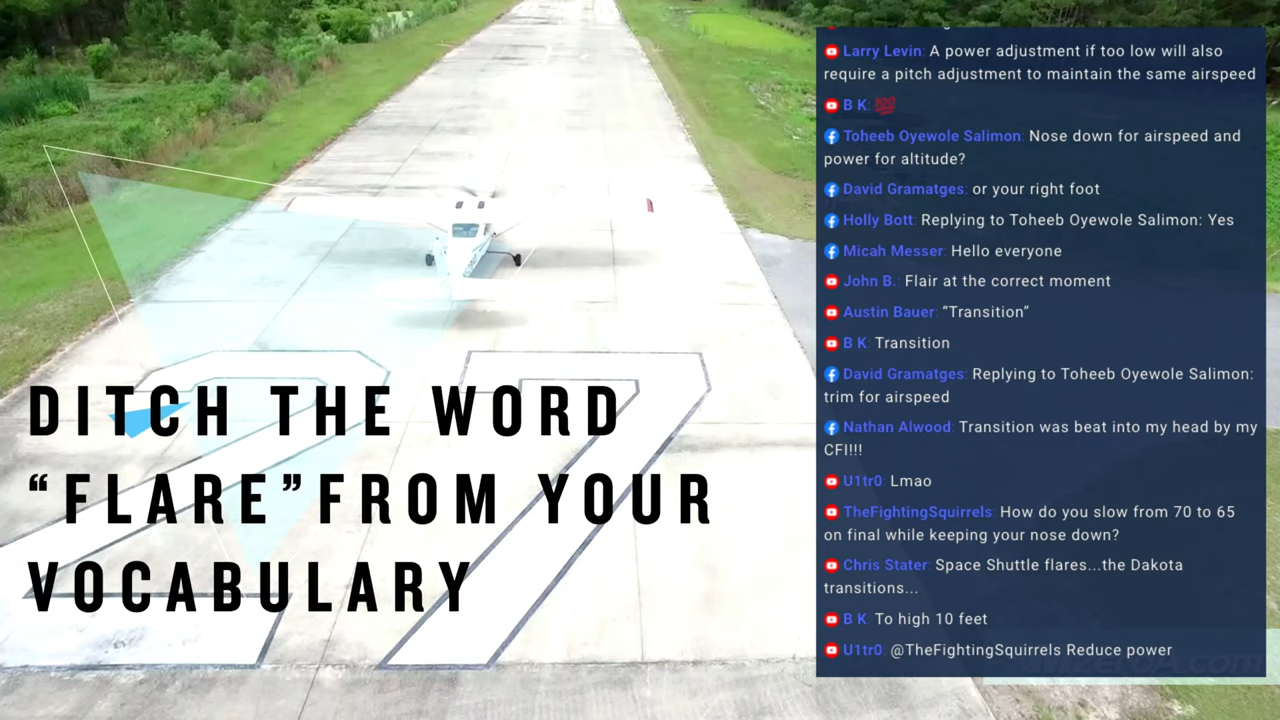 DITCH THE WORD
“FLARE”FROM YOUR
VOCABULARY
27
Larry Levin: A power adjustment if too low will also
require a pitch adjustment to maintain the same airspeed
B K: 💯
Toheeb Oyewole Salimon: Nose down for airspeed and
power for altitude?
David Gramatges: or your right foot
Holly Bott: Replying to Toheeb Oyewole Salimon: Yes
Micah Messer: Hello everyone
John B.: Flair at the correct moment
Austin Bauer: “Transition”
B K: Transition
David Gramatges: Replying to Toheeb Oyewole Salimon:
trim for airspeed
Nathan Alwood: Transition was beat into my head by my
CFI!!!
U1tr0: Lmao
TheFightingSquirrels: How do you slow from 70 to 65
on final while keeping your nose down?
Chris Stater: Space Shuttle flares...the Dakota
transitions...
B K: To high 10 feet
U1tr0: @TheFightingSquirrels Reduce power